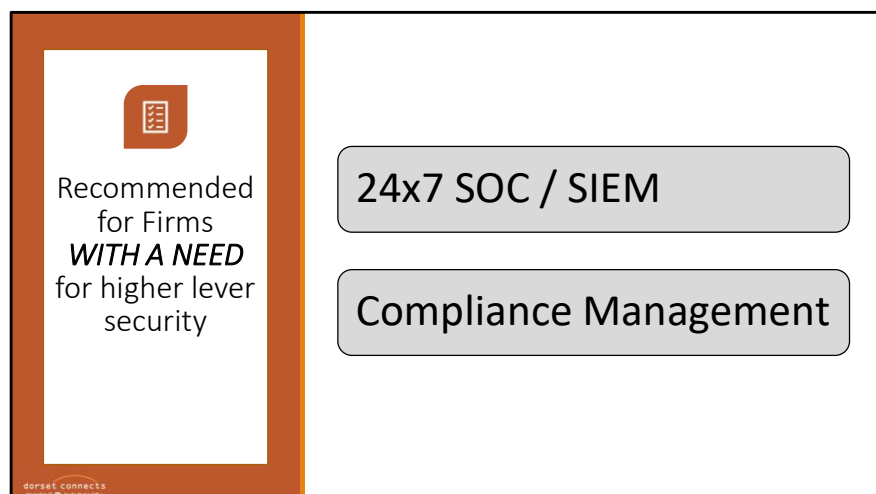 Recommended
for Firms
WITH A NEED
for higher lever
security
24x7 SOC / SIEM
Compliance Management
dorset connects